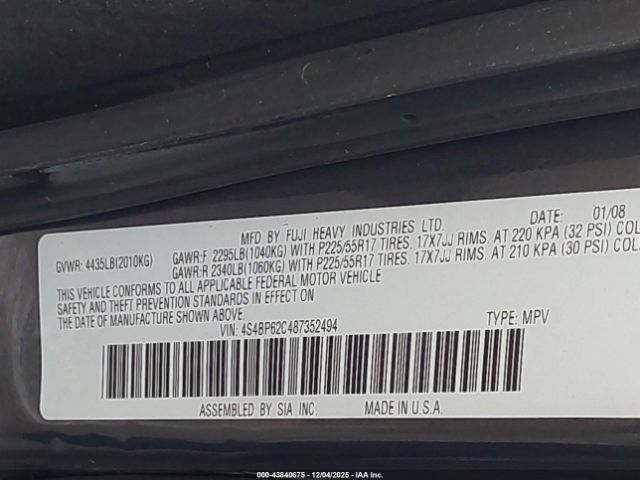 MFD BY FUJI HEAVY INDUSTRIES LTD. DATE: 01/08
GVWR: 4435LB(2010KG) GAWR:F 2295LB(1040KG) WITH P225/55R17 TIRES. 17X7JJ RIMS. AT 220 KPA (32 PSI) COL
GAWR:R 2340LB(1060KG) WITH P225/55R17 TIRES. 17X7JJ RIMS. AT 210 KPA (30 PSI) COL
THIS VEHICLE CONFORMS TO ALL APPLICABLE FEDERAL MOTOR VEHICLE
SAFETY AND THEFT PREVENTION STANDARDS IN EFFECT ON
THE DATE OF MANUFACTURE SHOWN ABOVE.
VIN: 4S4BP62C487352494 TYPE: MPV
ASSEMBLED BY SIA INC. MADE IN U.S.A.
000-43840675 - 12/04/2025 - IAA Inc.